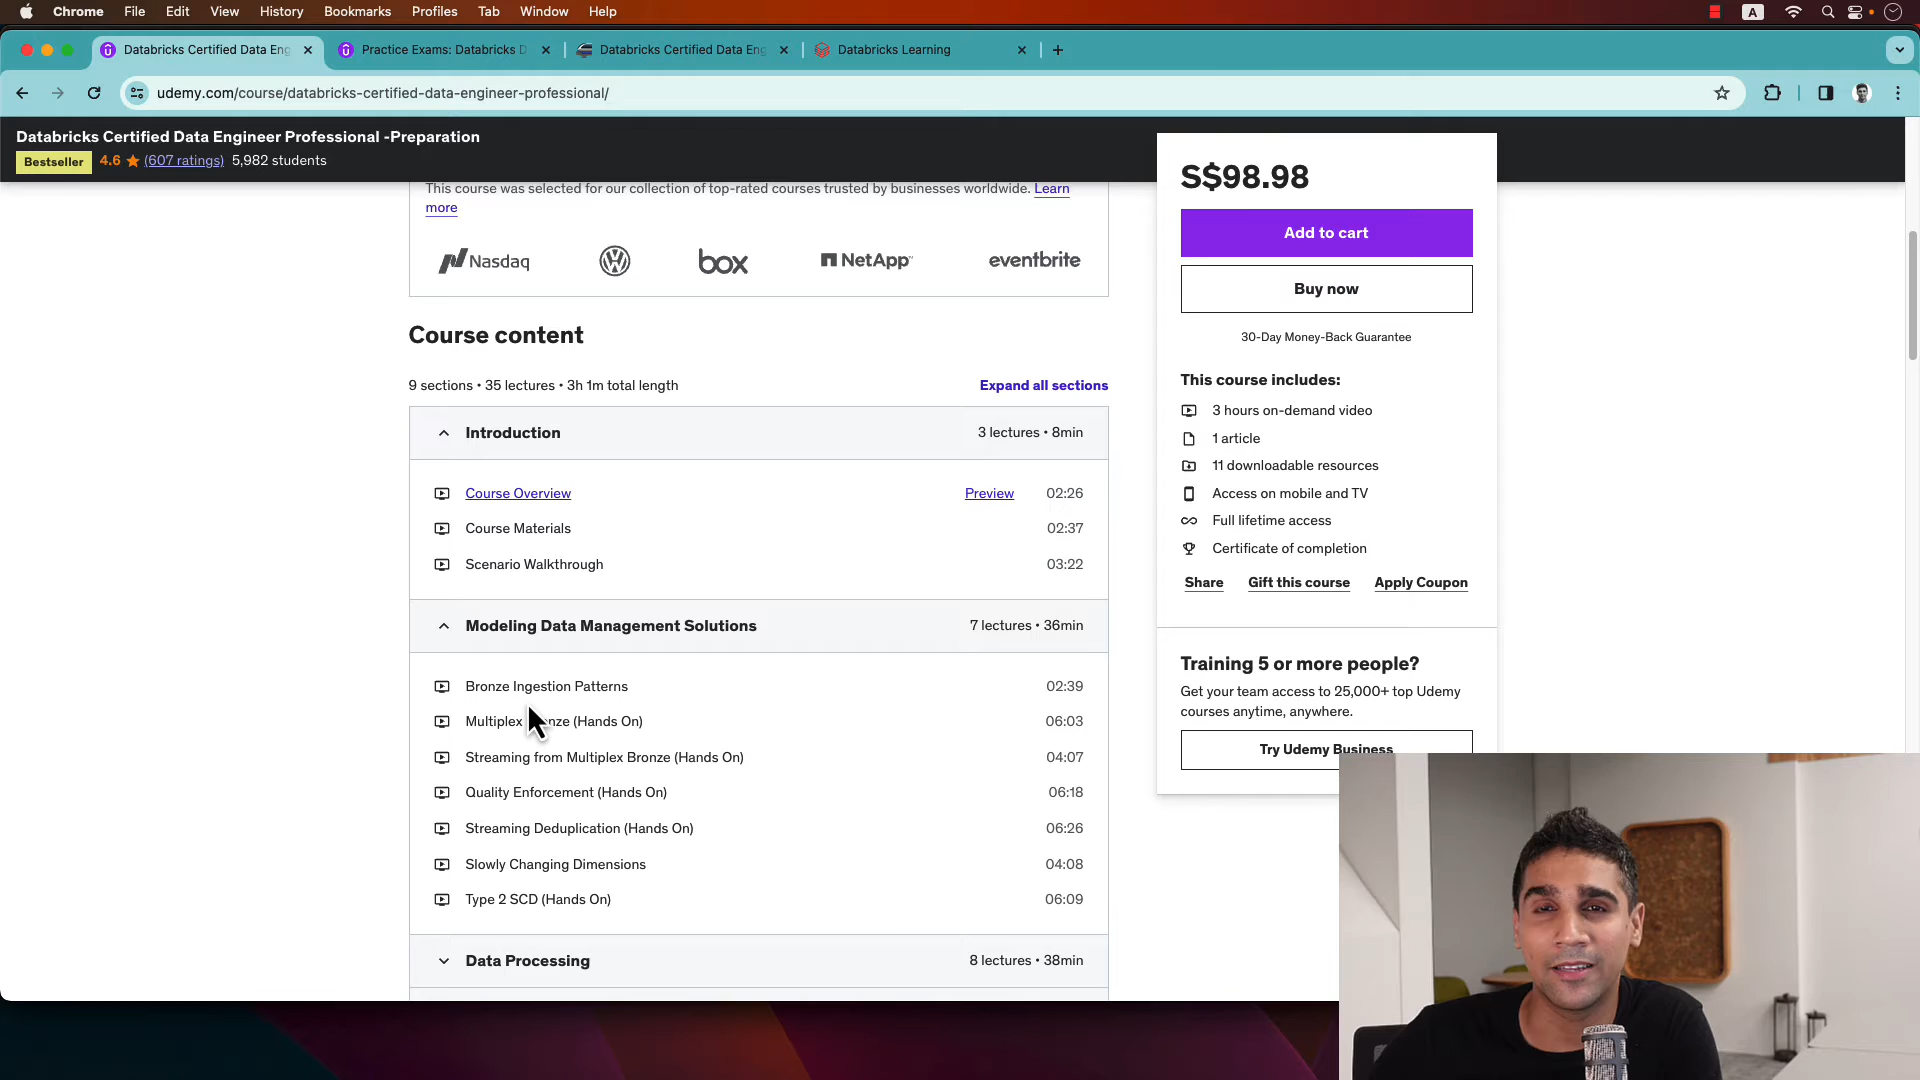 Chrome File Edit View History Bookmarks Profiles Tab Window Help A
Databricks Certified Data Eng Practice Exams: Databricks D Databricks Certified Data Eng Databricks Learning
udemy.com/course/databricks-certified-data-engineer-professional/
Databricks Certified Data Engineer Professional -Preparation
Bestseller 4.6 (607 ratings) 5,982 students
This course was selected for our collection of top-rated courses trusted by businesses worldwide. Learn
more
Nasdaq box NetApp eventbrite
Course content
9 sections • 35 lectures • 3h 1m total length Expand all sections
Introduction 3 lectures • 8min
Course Overview Preview 02:26
Course Materials 02:37
Scenario Walkthrough 03:22
Modeling Data Management Solutions 7 lectures • 36min
Bronze Ingestion Patterns 02:39
Multiplex (Hands On) 06:03
Streaming from Multiplex Bronze (Hands On) 04:07
Quality Enforcement (Hands On) 06:18
Streaming Deduplication (Hands On) 06:26
Slowly Changing Dimensions 04:08
Type 2 SCD (Hands On) 06:09
Data Processing 8 lectures • 38min
S$98.98
Add to cart
Buy now
30-Day Money-Back Guarantee
This course includes:
3 hours on-demand video
1 article
11 downloadable resources
Access on mobile and TV
Full lifetime access
Certificate of completion
Share Gift this course Apply Coupon
Training 5 or more people?
Get your team access to 25,000+ top Udemy
courses anytime, anywhere.
Try Udemy Business